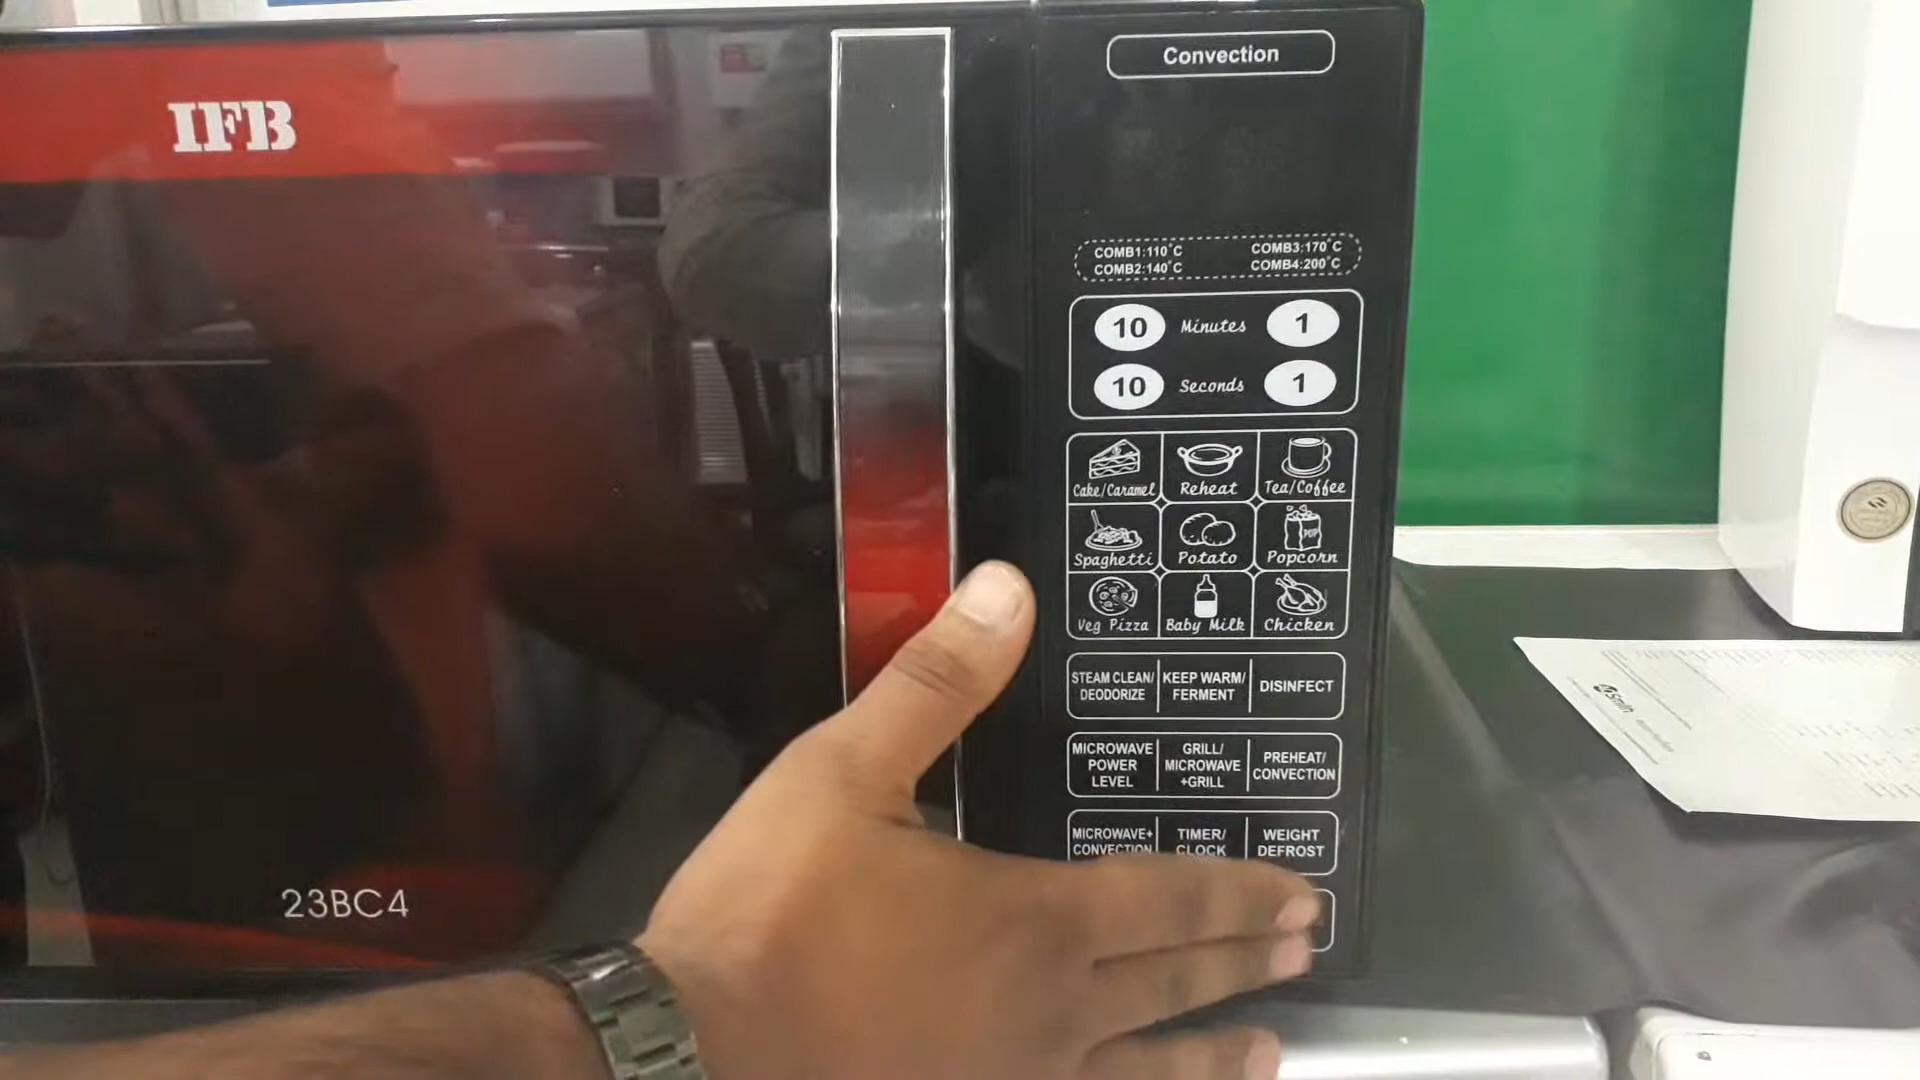 IFB
Convection
COMB1:110°C COMB3:170°C
COMB2:140°C COMB4:200°C
10 Minutes 1
10 Seconds 1
Cake/Caramel Reheat Tea/Coffee
POP
Spaghetti Potato Popcorn
Veg Pizza Baby Milk Chicken
STEAM CLEAN/ KEEP WARM/ DISINFECT
DEODORIZE FERMENT
MICROWAVE GRILL/ PREHEAT/
POWER MICROWAVE CONVECTION
LEVEL +GRILL
MICROWAVE+ TIMER/ WEIGHT
CONVECTION CLOCK DEFROST
23BC4
Smith